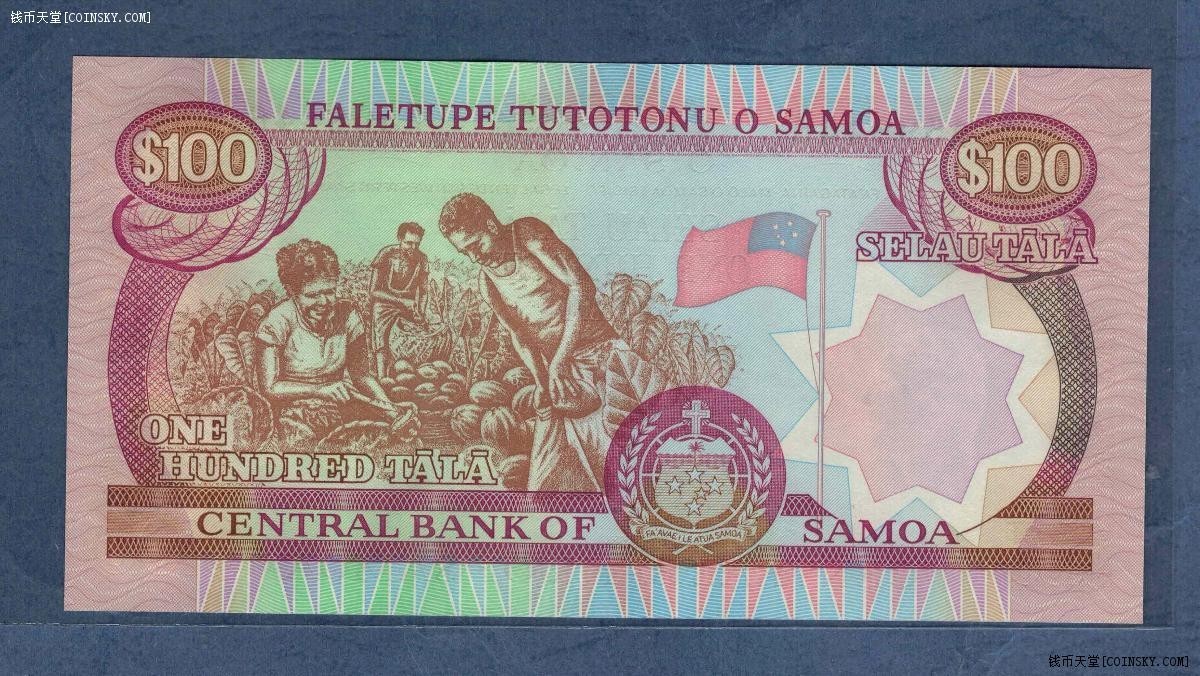 钱币天堂[COINSKY.COM]
FALETUPE TUTOTONU O SAMOA
$100
$100
SELAU TĀLĀ
ONE
HUNDRED TĀLĀ
CENTRAL BANK OF SAMOA
FA'AVAE I LE ATUA SAMOA
钱币天堂[COINSKY.COM]